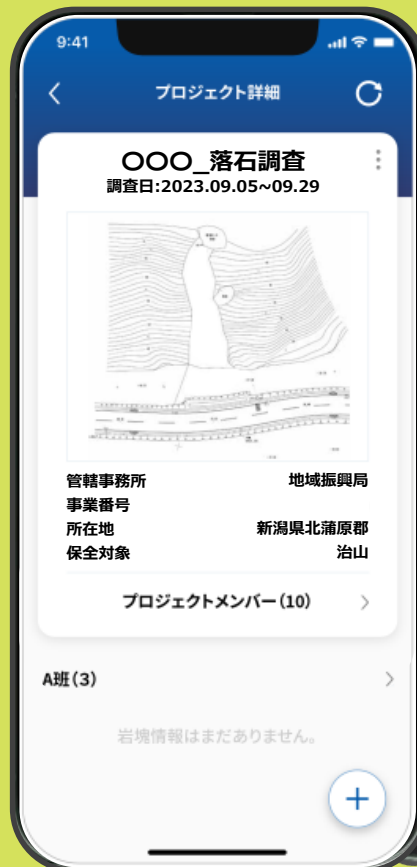 9:41
プロジェクト詳細
〇〇〇_落石調査
調査日:2023.09.05~09.29
管轄事務所 地域振興局
事業番号
所在地 新潟県北蒲原郡
保全対象 治山
プロジェクトメンバー(10)
A班(3)
岩塊情報はまだありません。